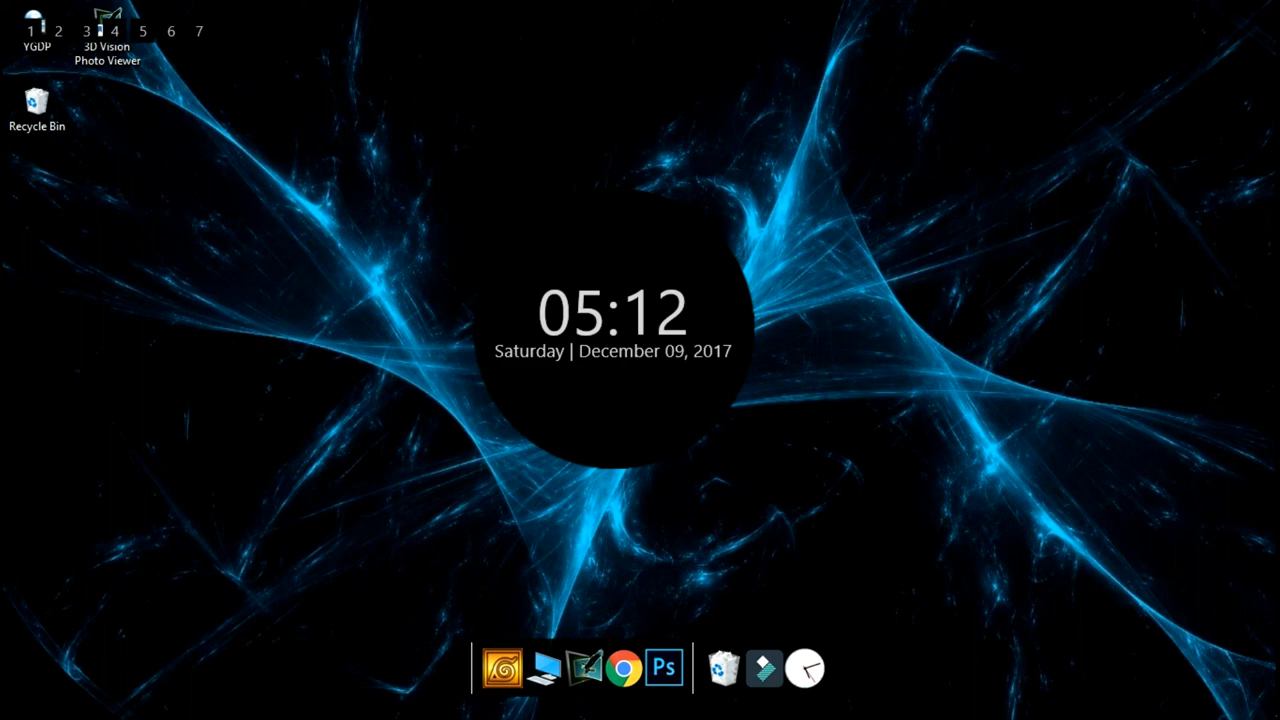 1 2 3 4 5 6 7
YGDP
3D Vision
Photo Viewer
Recycle Bin
05:12
Saturday | December 09, 2017
Ps